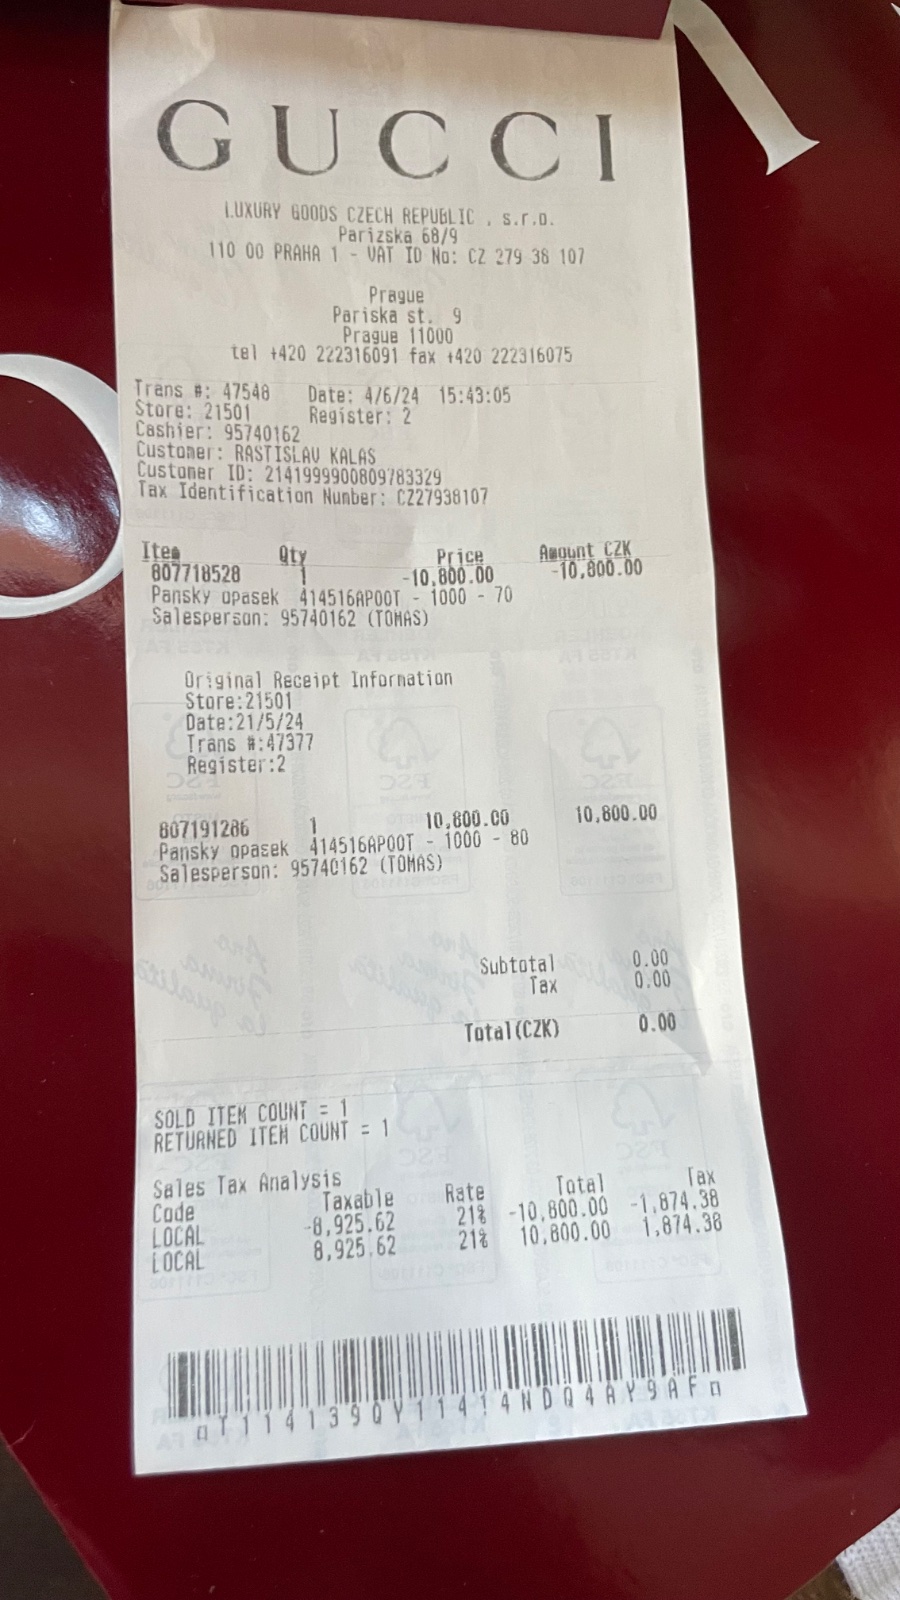 GUCCI
LUXURY GOODS CZECH REPUBLIC , s.r.o.
Parizska 68/9
110 00 PRAHA 1 - VAT ID No: CZ 279 38 107
Prague
Pariska st. 9
Prague 11000
tel +420 222316091 fax +420 222316075
Trans #: 47548 Date: 4/6/24 15:43:05
Store: 21501 Register: 2
Cashier: 95740162
Customer: RASTISLAV KALAS
Customer ID: 2141999900809783329
Tax Identification Number: CZ27938107
Item Qty Price Amount CZK
807718528 1 -10,800.00 -10,800.00
Pansky opasek 414516AP00T - 1000 - 70
Salesperson: 95740162 (TOMAS)
Original Receipt Information
Store:21501
Date:21/5/24
Trans #:47377
Register:2
807191286 1 10,800.00 10,800.00
Pansky opasek 414516AP00T - 1000 - 80
Salesperson: 95740162 (TOMAS)
Subtotal 0.00
Tax 0.00
Total(CZK) 0.00
SOLD ITEM COUNT = 1
RETURNED ITEM COUNT = 1
Sales Tax Analysis
Code Taxable Rate Total Tax
LOCAL -8,925.62 21% -10,800.00 -1,874.38
LOCAL 8,925.62 21% 10,800.00 1,874.38
T114139QY11414NDQ4AY9AF